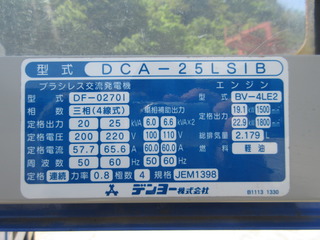 型式 DCA-25LSIB
ブラシレス交流発電機 エンジン
型式 DF-0270I 型式 BV-4LE2
相数 三相(4線式) 単相補助出力 19.1 1500
定格出力 20 25 kVA 6.6 6.6 kVA×2 定格出力 22.9 1800
定格電圧 200 220 V 100 110 V 総排気量 2.179 L
定格電流 57.7 65.6 A 60.0 60.0 A 燃料 軽油
周波数 50 60 Hz 50 60 Hz
定格 連続 力率 0.8 極数 4 規格 JEM1398
デンヨー株式会社
B1113 1330